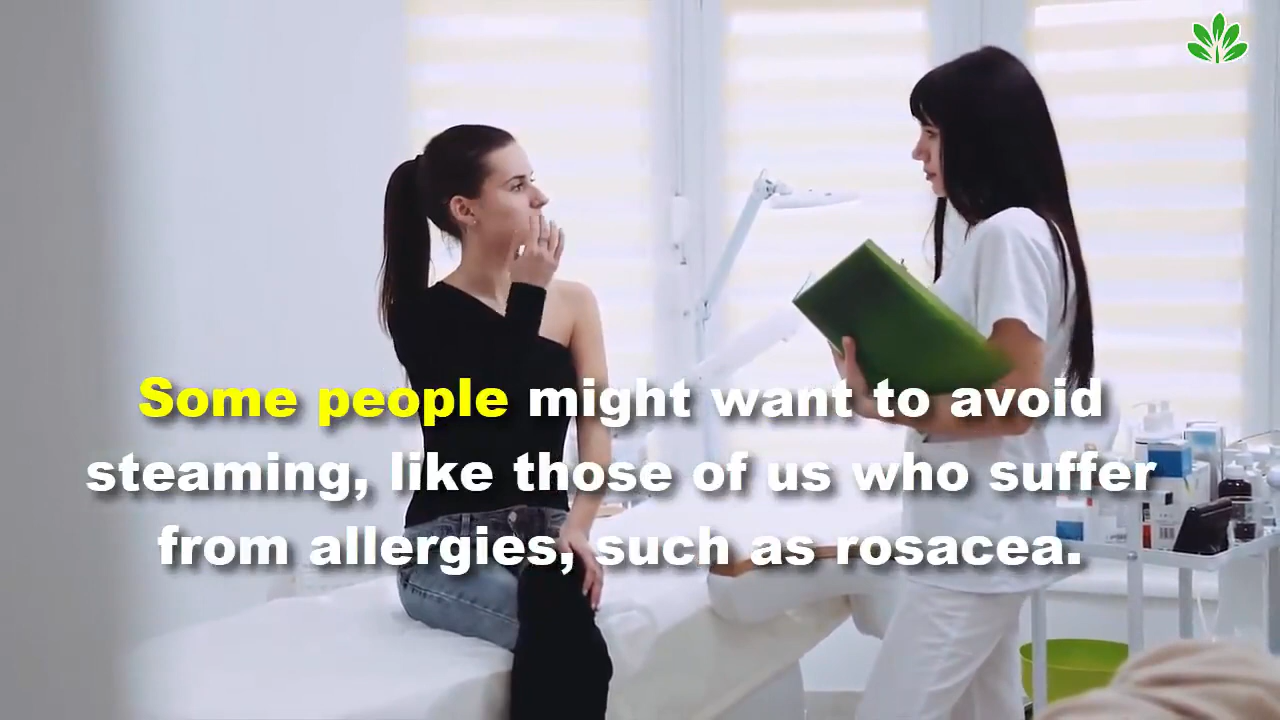 Some people might want to avoid
steaming, like those of us who suffer
from allergies, such as rosacea.